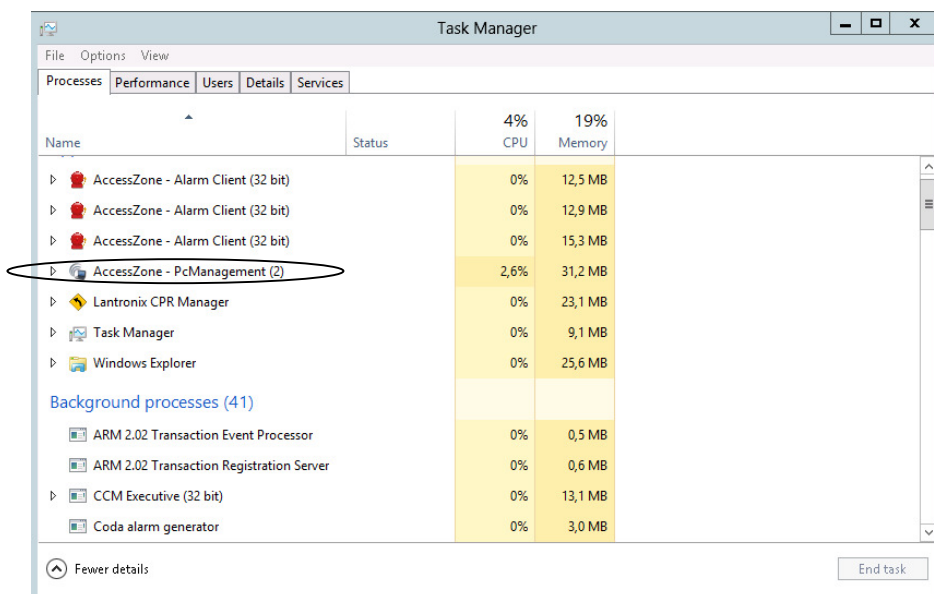 Task Manager
File Options View
Processes Performance Users Details Services
4% 19%
Name Status CPU Memory
AccessZone - Alarm Client (32 bit) 0% 12,5 MB
AccessZone - Alarm Client (32 bit) 0% 12,9 MB
AccessZone - Alarm Client (32 bit) 0% 15,3 MB
AccessZone - PcManagement (2) 2,6% 31,2 MB
Lantronix CPR Manager 0% 23,1 MB
Task Manager 0% 9,1 MB
Windows Explorer 0% 25,6 MB
Background processes (41)
ARM 2.02 Transaction Event Processor 0% 0,5 MB
ARM 2.02 Transaction Registration Server 0% 0,6 MB
CCM Executive (32 bit) 0% 13,1 MB
Coda alarm generator 0% 3,0 MB
Fewer details End task